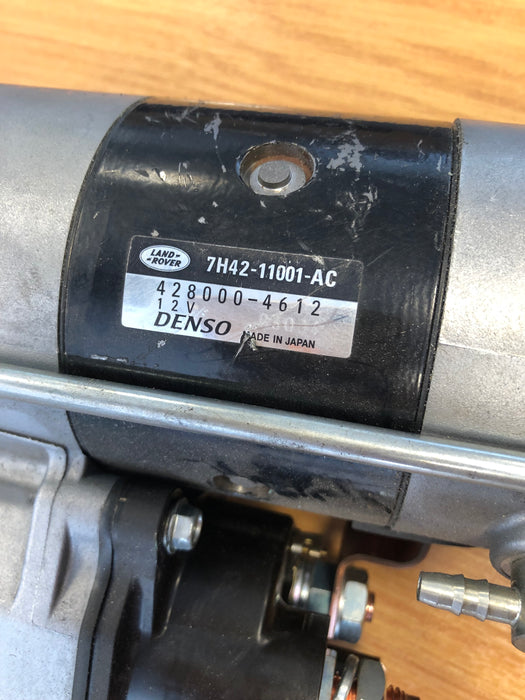 LAND-
-ROVER
7H42-11001-AC
428000-4612
12V
DENSO
MADE IN JAPAN